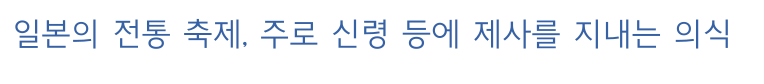 일본의 전통 축제, 주로 신령 등에 제사를 지내는 의식